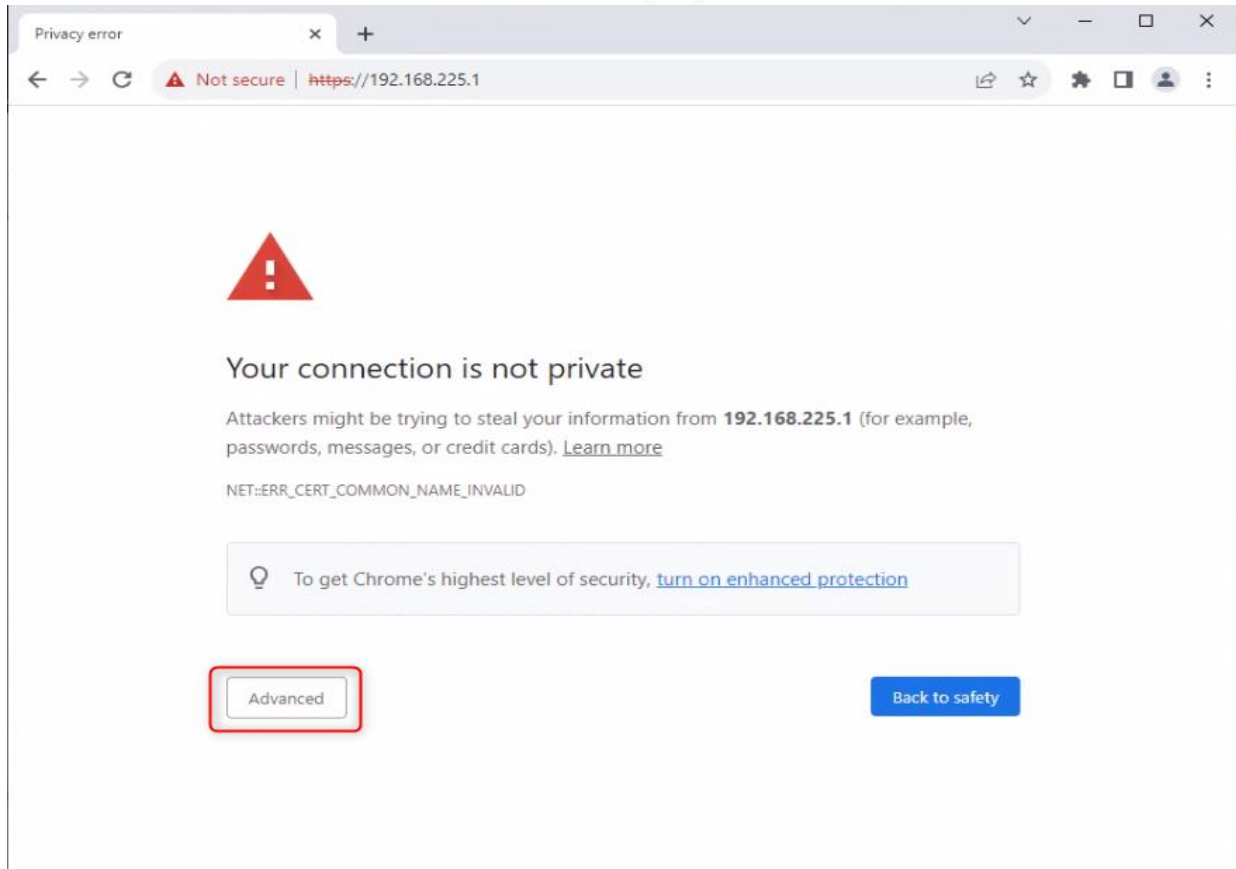 Privacy error
Not secure | https://192.168.225.1
Your connection is not private
Attackers might be trying to steal your information from 192.168.225.1 (for example,
passwords, messages, or credit cards). Learn more
NET::ERR_CERT_COMMON_NAME_INVALID
To get Chrome's highest level of security, turn on enhanced protection
Advanced
Back to safety